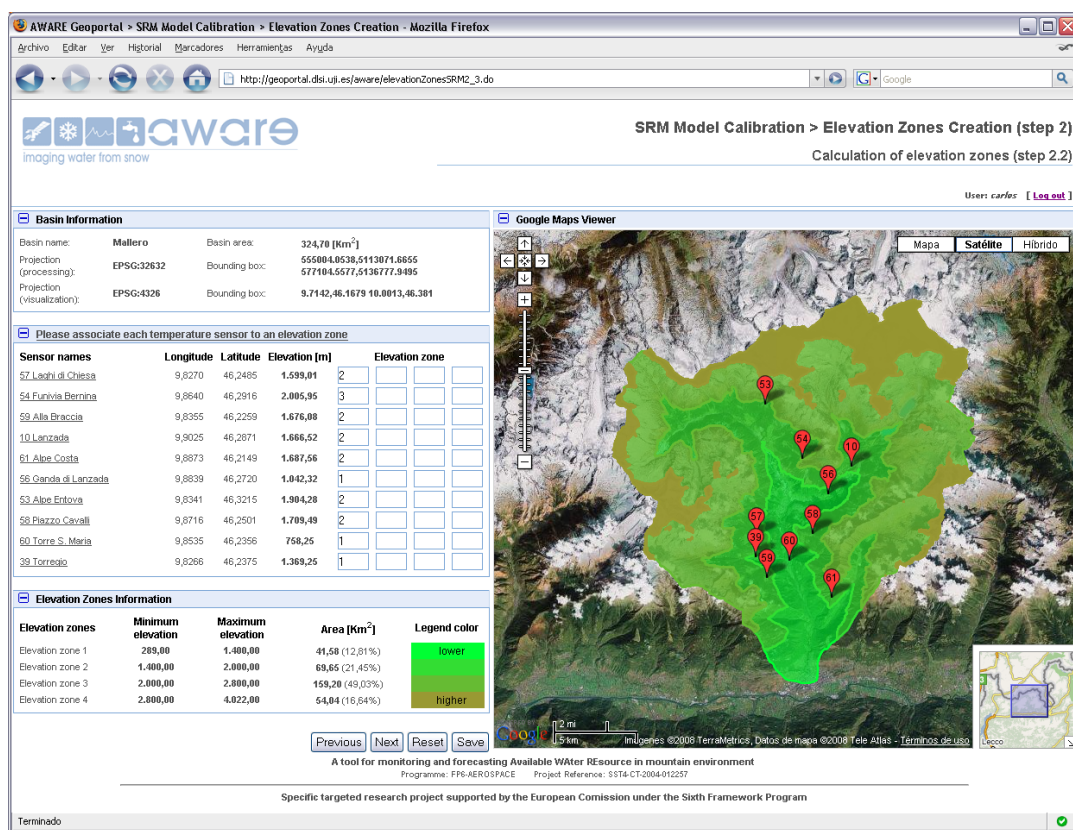 AWARE Geoportal > SRM Model Calibration > Elevation Zones Creation - Mozilla Firefox
Archivo Editar Ver Historial Marcadores Herramientas Ayuda
http://geoportal.dlsi.uji.es/aware/elevationZonesSRM2_3.do
G Google
aware
imaging water from snow
SRM Model Calibration > Elevation Zones Creation (step 2)
Calculation of elevation zones (step 2.2)
User: carlos [ Log out ]
Basin Information
Basin name: Mallero Basin area: 324,70 [Km2]
Projection (processing): EPSG:32632 Bounding box: 555004.0538,5113071.6655 577104.5577,5136777.9495
Projection (visualization): EPSG:4326 Bounding box: 9.7142,46.1679 10.0013,46.381
Please associate each temperature sensor to an elevation zone
Sensor names Longitude Latitude Elevation [m] Elevation zone
57 Laghi di Chiesa 9,8270 46,2485 1.599,01 2
54 Funivia Bernina 9,8640 46,2916 2.005,95 3
59 Alla Braccia 9,8355 46,2259 1.676,08 2
10 Lanzada 9,9025 46,2871 1.666,52 2
61 Alpe Costa 9,8873 46,2149 1.687,56 2
56 Ganda di Lanzada 9,8839 46,2720 1.042,32 1
53 Alpe Entova 9,8341 46,3215 1.904,28 2
58 Piazzo Cavalli 9,8716 46,2501 1.709,49 2
60 Torre S. Maria 9,8535 46,2356 758,25 1
39 Torregio 9,8266 46,2375 1.369,25 1
Elevation Zones Information
Elevation zones Minimum elevation Maximum elevation Area [Km2] Legend color
Elevation zone 1 289,00 1.400,00 41,58 (12,81%) lower
Elevation zone 2 1.400,00 2.000,00 69,65 (21,45%)
Elevation zone 3 2.000,00 2.800,00 159,20 (49,03%)
Elevation zone 4 2.800,00 4.022,00 54,04 (16,64%) higher
Previous Next Reset Save
Google Maps Viewer
Mapa Satélite Híbrido
53
54
10
56
57
58
39
60
59
61
Google
2 mi
5 km
Imágenes ©2008 TerraMetrics, Datos de mapa ©2008 Tele Atlas - Términos de uso
Lecco
A tool for monitoring and forecasting Available WAter REsource in mountain environment
Programme: FP6-AEROSPACE Project Reference: SST4-CT-2004-012257
Specific targeted research project supported by the European Comission under the Sixth Framework Program
Terminado